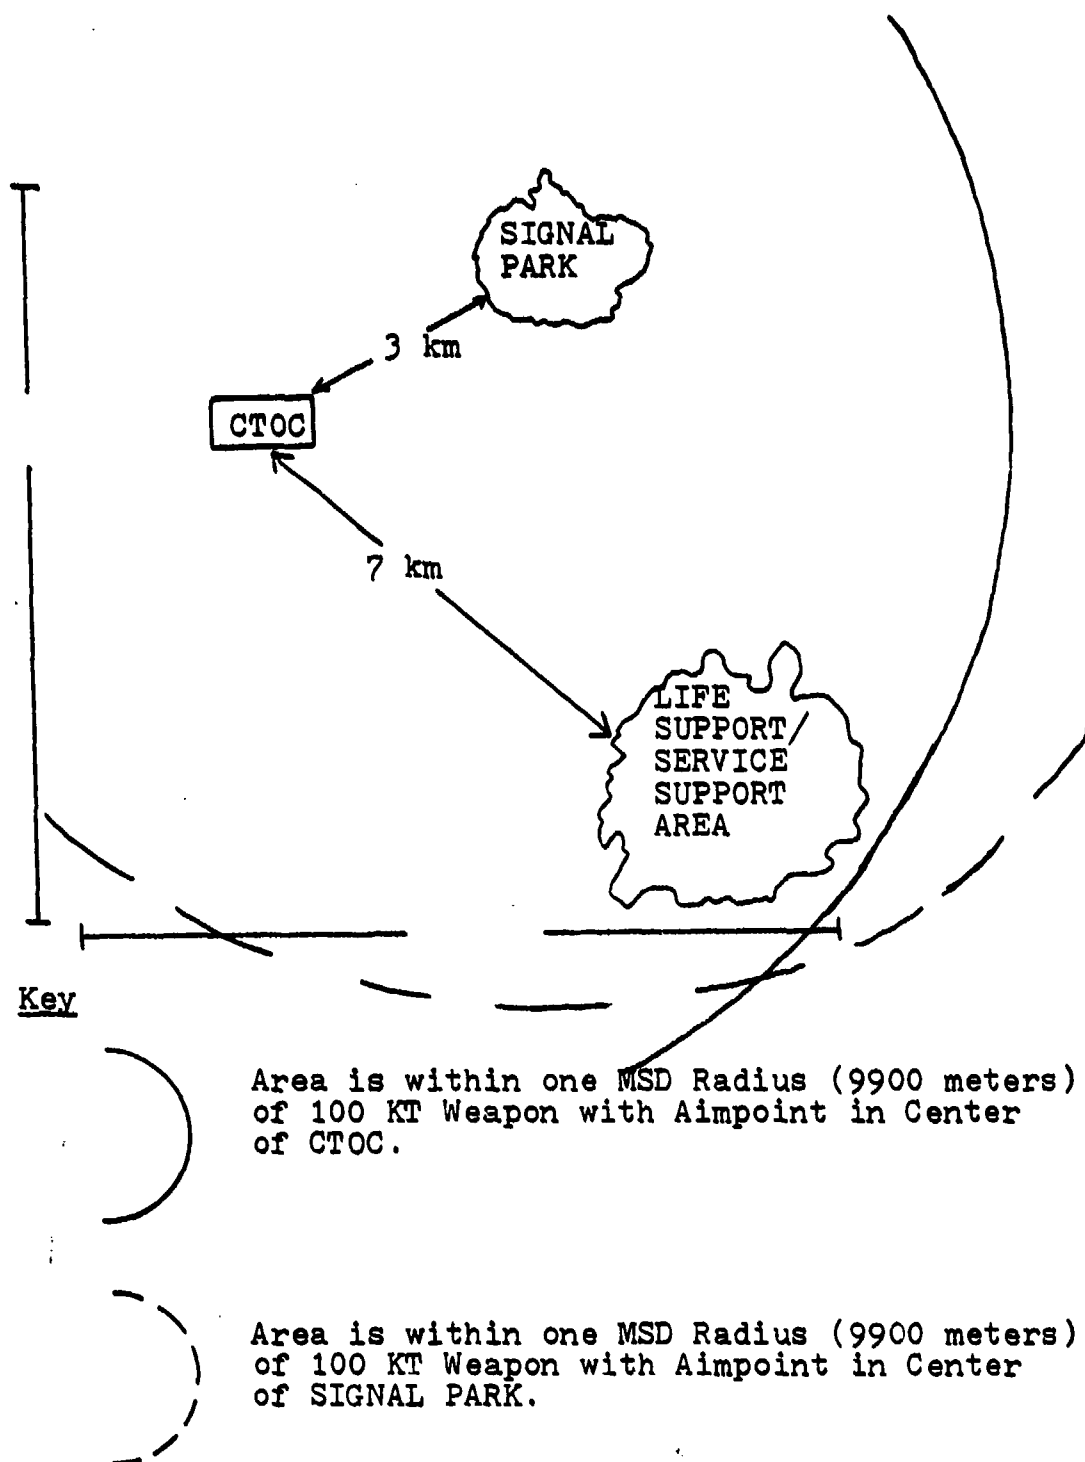 SIGNAL
PARK
3 km
CTOC
7 km
LIFE
SUPPORT/
SERVICE
SUPPORT
AREA
Key
Area is within one MSD Radius (9900 meters)
of 100 KT Weapon with Aimpoint in Center
of CTOC.
Area is within one MSD Radius (9900 meters)
of 100 KT Weapon with Aimpoint in Center
of SIGNAL PARK.